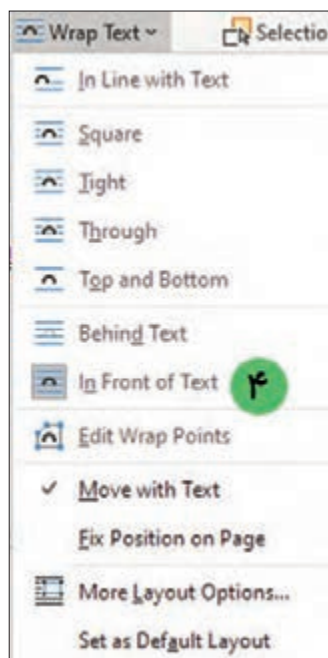 Wrap Text Selectio
In Line with Text
Square
Tight
Through
Top and Bottom
Behind Text
In Front of Text ۴
Edit Wrap Points
Move with Text
Fix Position on Page
More Layout Options...
Set as Default Layout